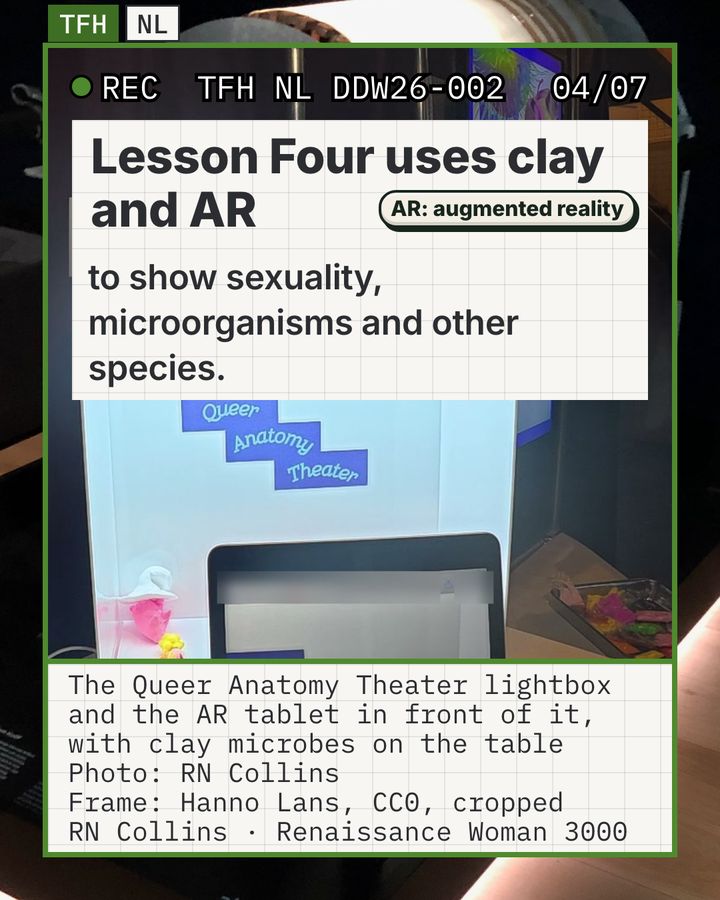 TFH NL
REC TFH NL DDW26-002 04/07
Lesson Four uses clay
and AR
AR: augmented reality
to show sexuality,
microorganisms and other
species.
Queer
Anatomy
Theater
The Queer Anatomy Theater lightbox
and the AR tablet in front of it,
with clay microbes on the table
Photo: RN Collins
Frame: Hanno Lans, CC0, cropped
RN Collins · Renaissance Woman 3000